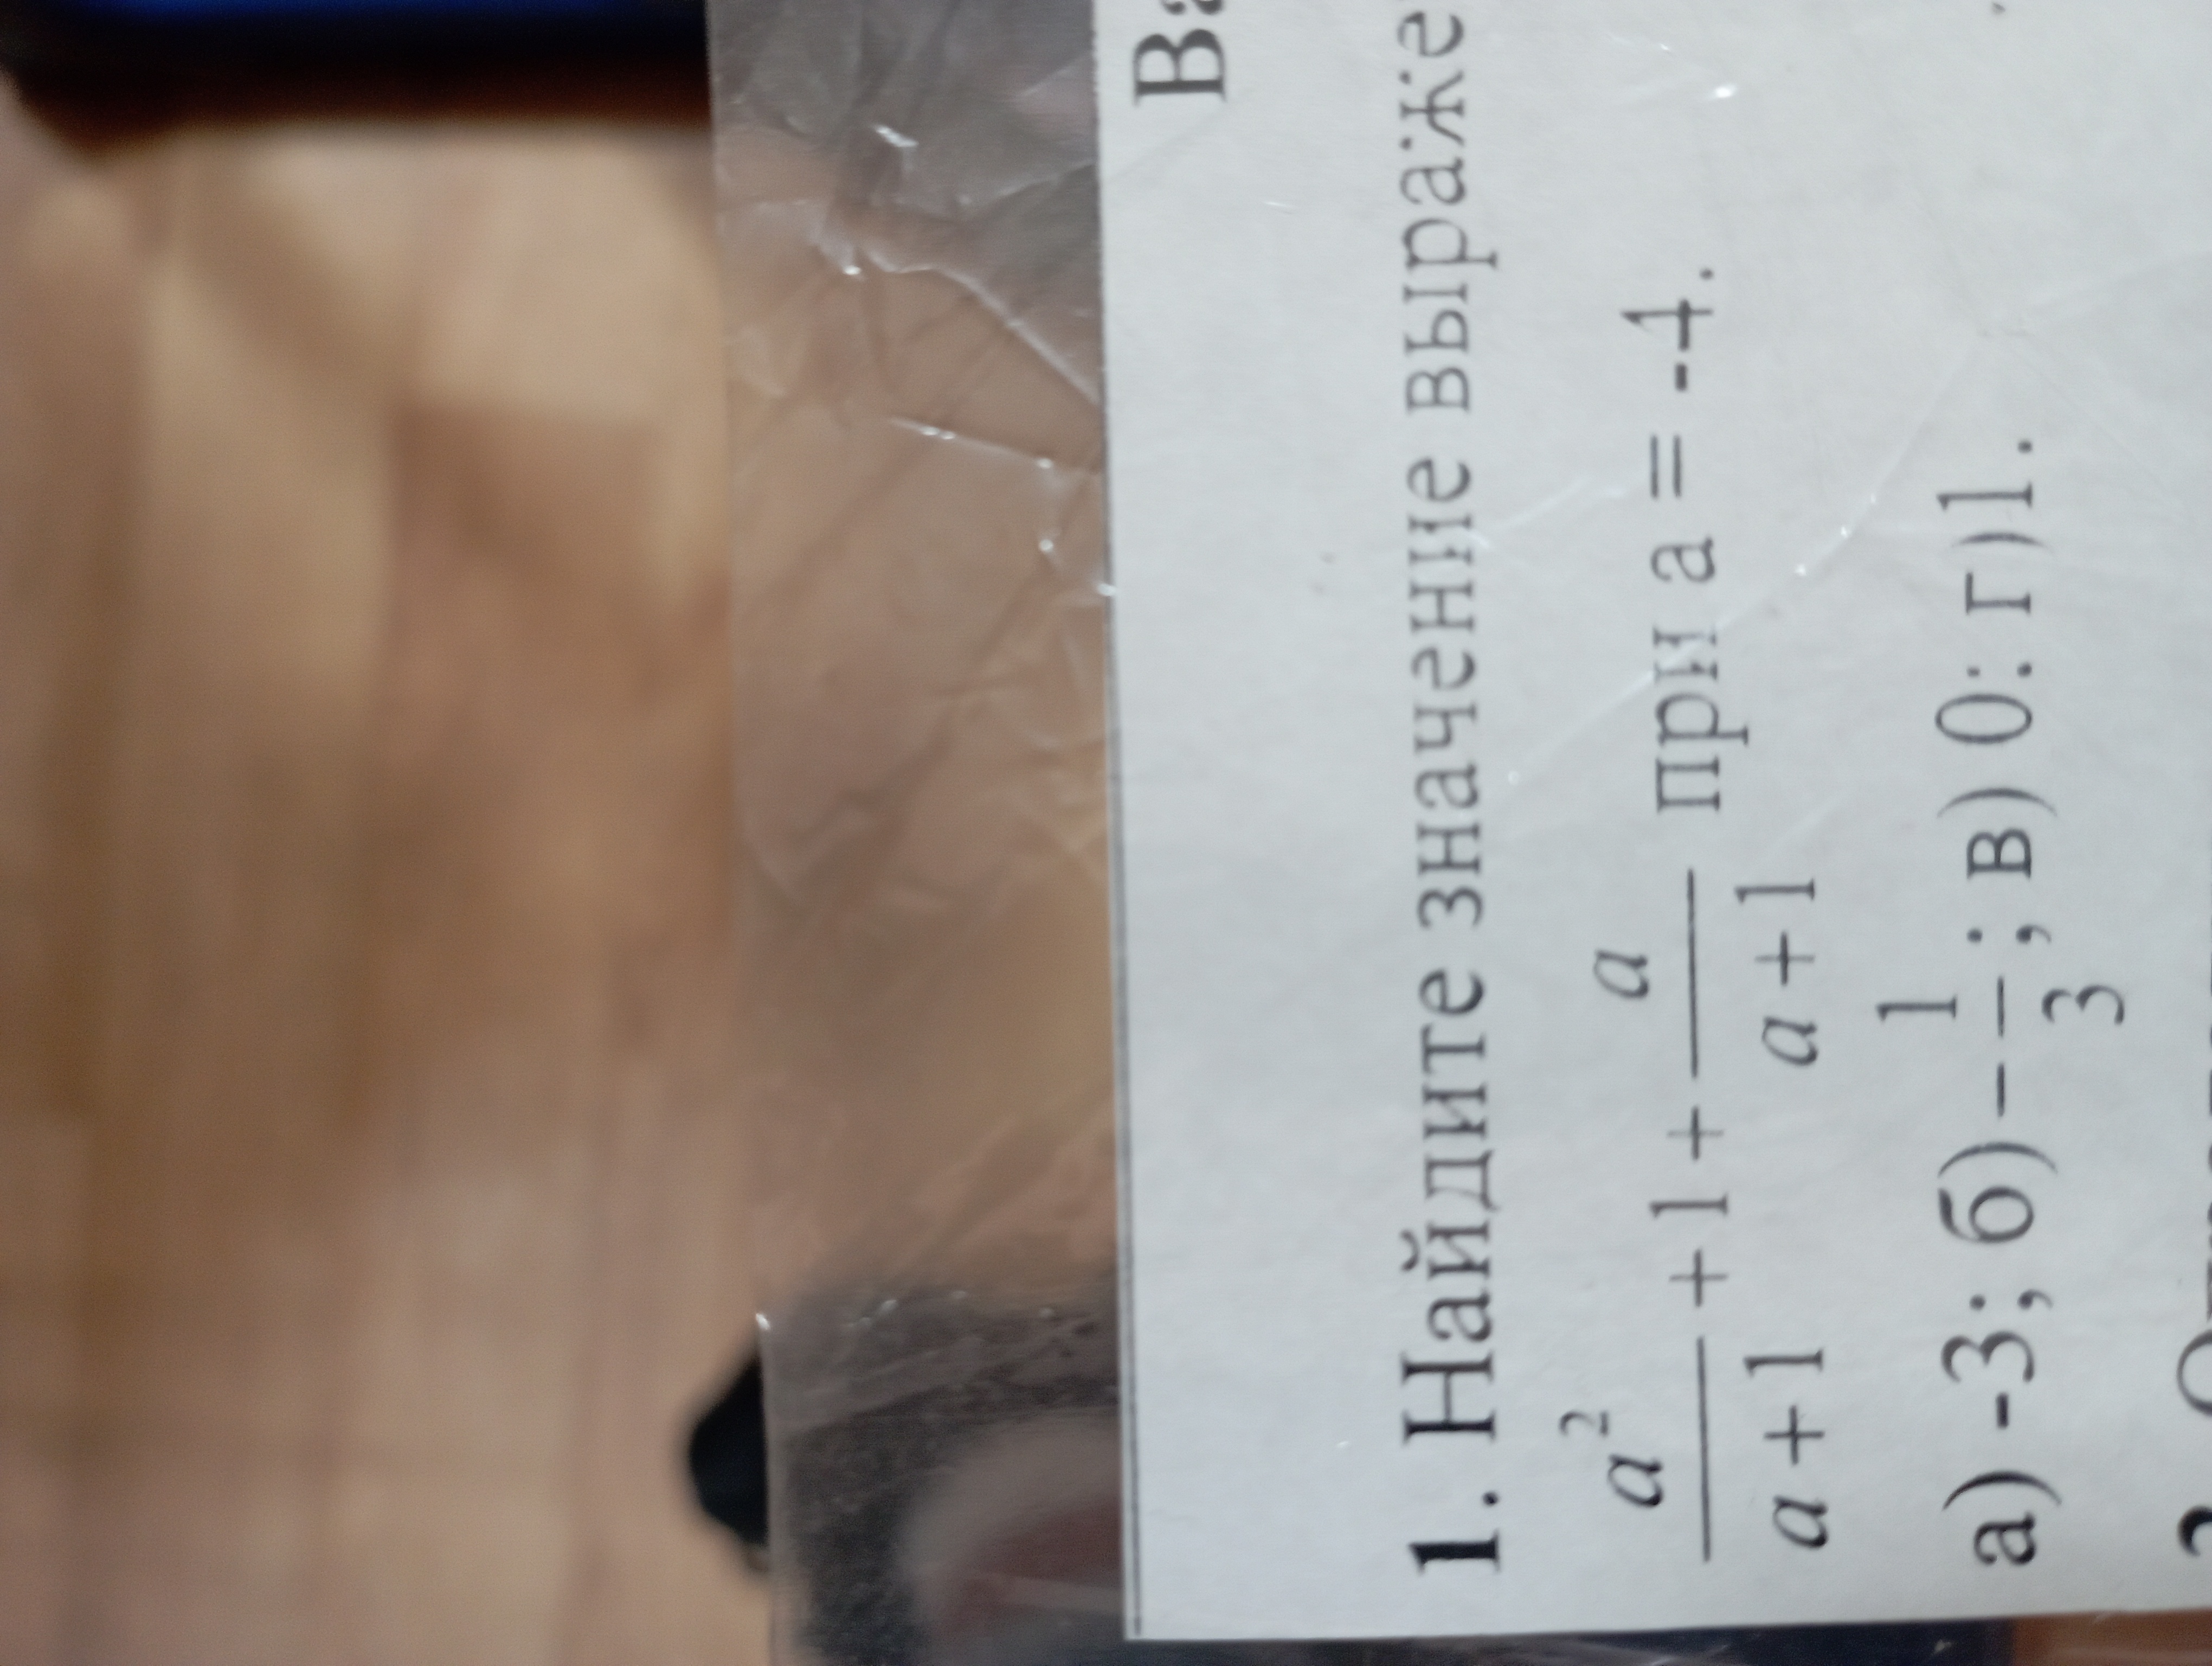 1. Найдите значение выраже
a²/(a+1) + 1 + a/(a+1) при а = -4.
а) -3; б) -1/3; в) 0: г)1.